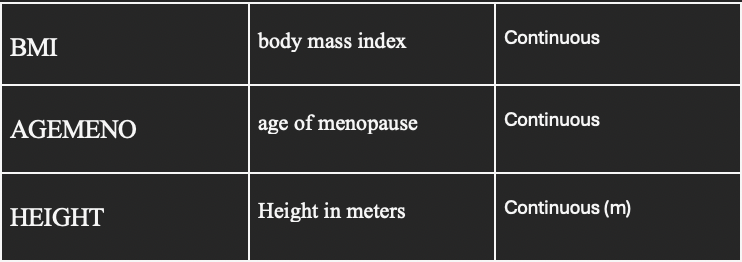 BMI body mass index Continuous
AGEMENO age of menopause Continuous
HEIGHT Height in meters Continuous (m)